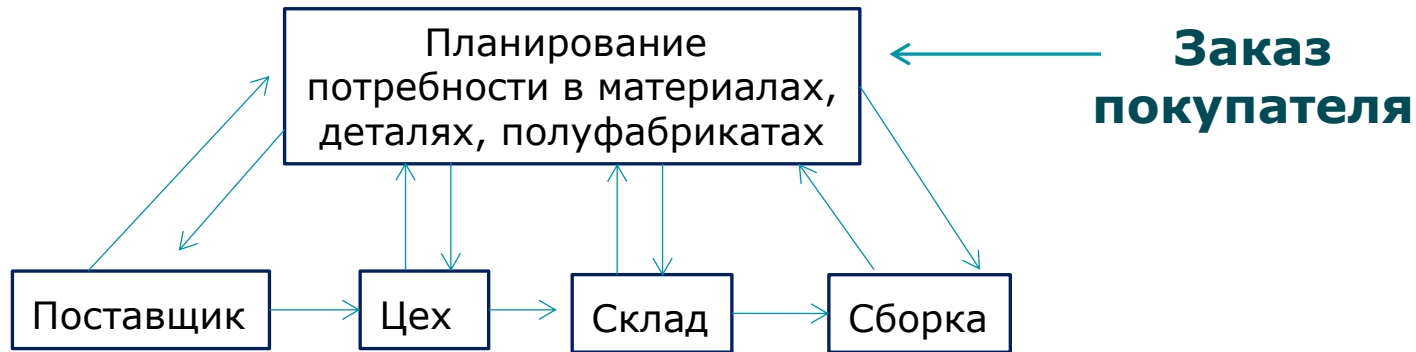 Планирование
потребности в материалах,
деталях, полуфабрикатах
Заказ
покупателя
Поставщик
Цех
Склад
Сборка